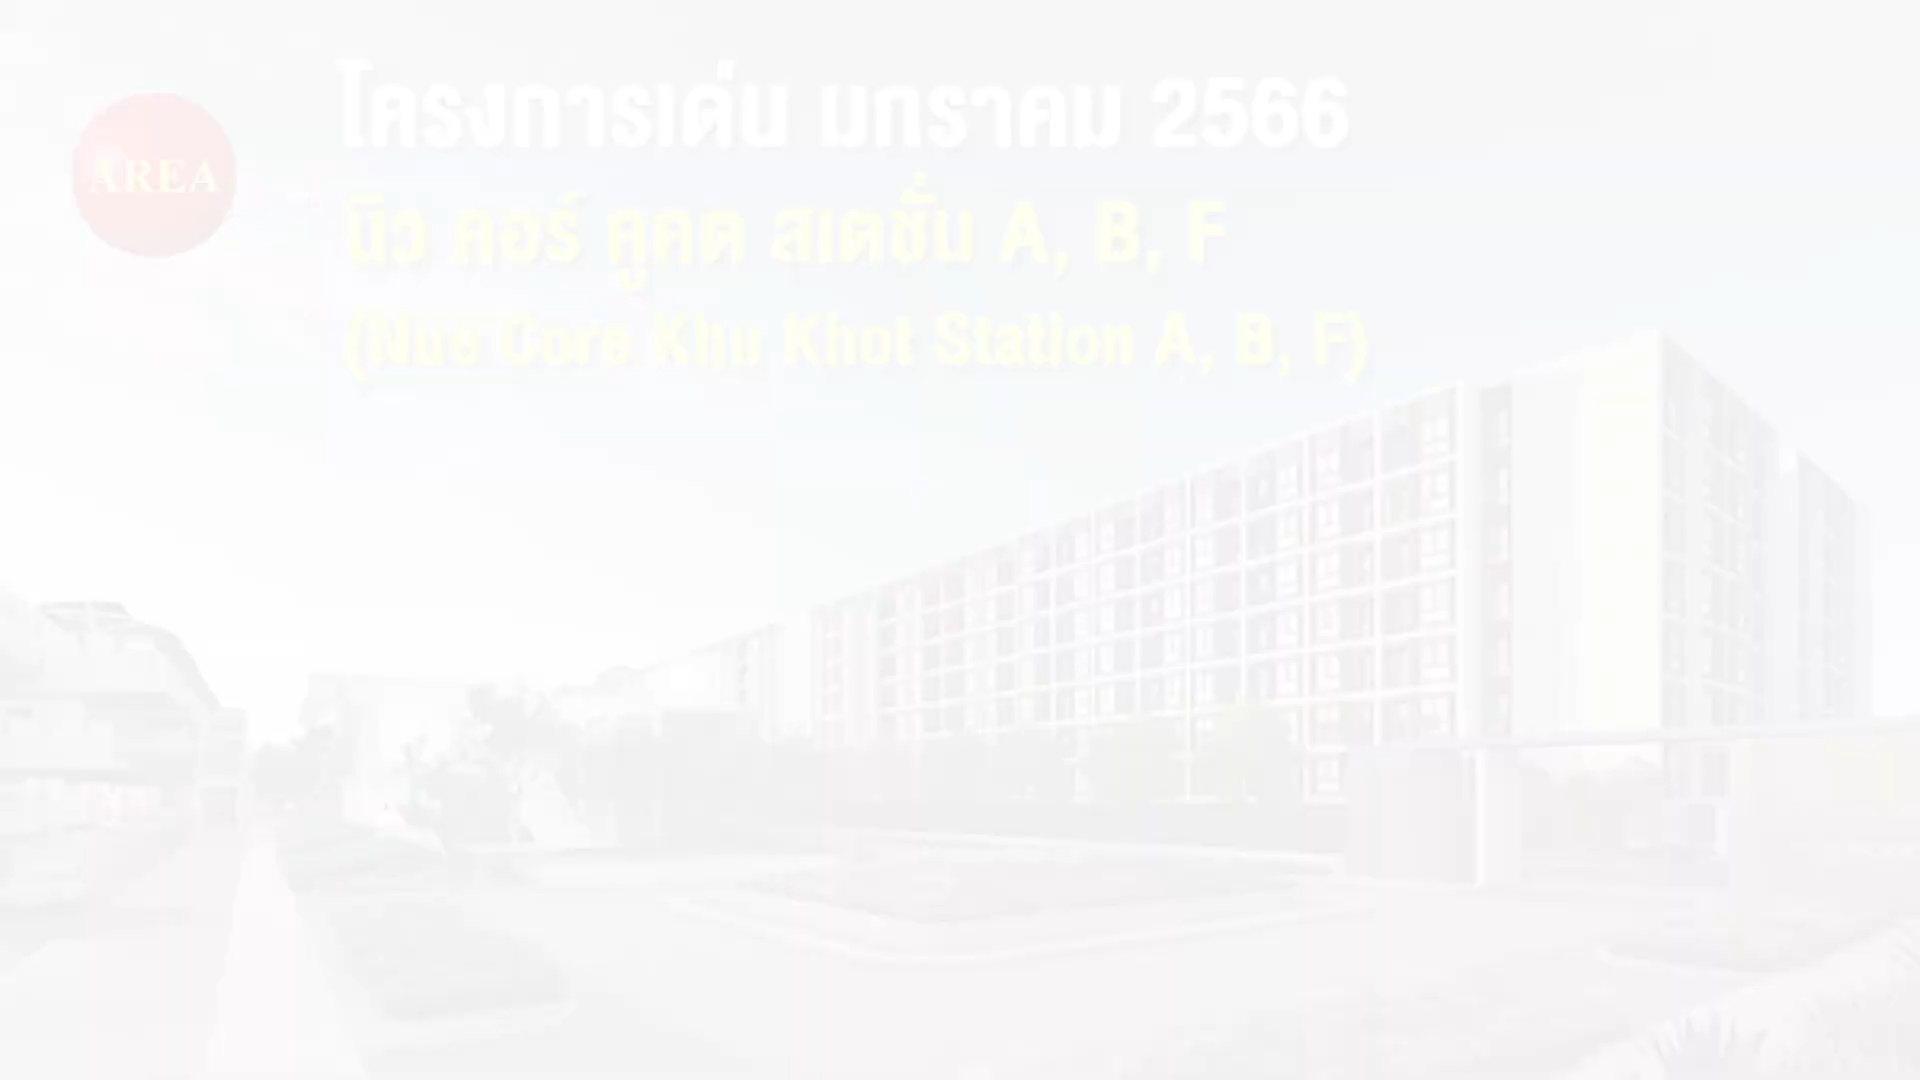 AREA
โครงการเด่น มกราคม 2566
นิว คอร์ คูคต สเตชั่น A, B, F
(Nue Core Khu Khot Station A, B, F)